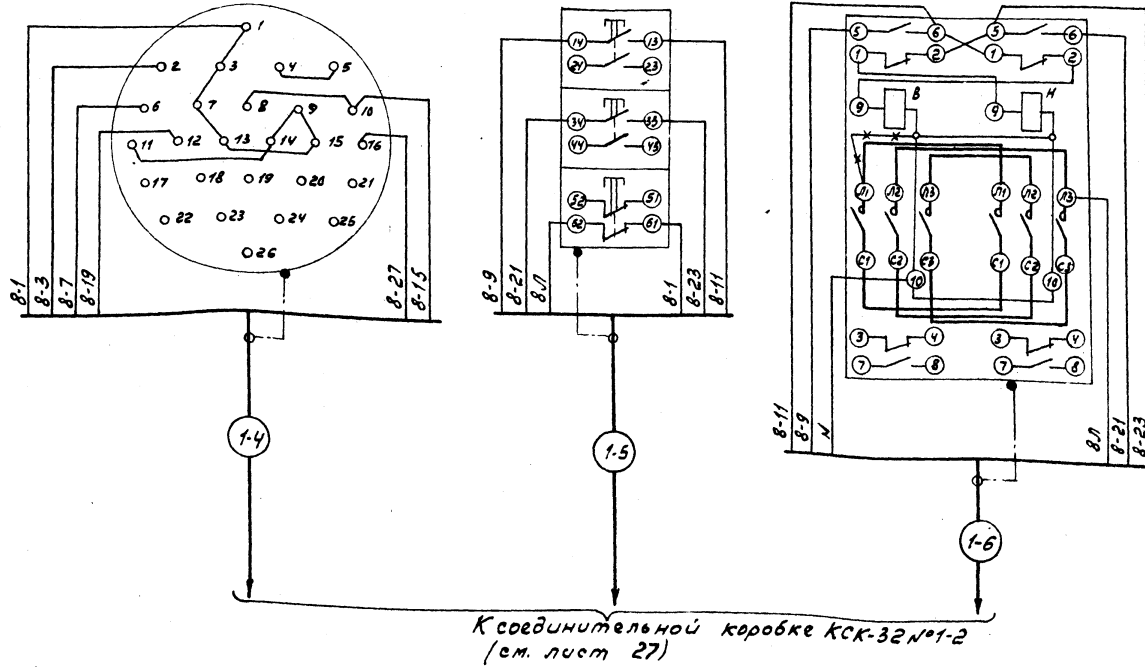 1
2 3 4 5
6 7 8 9 10
11 12 13 14 15 16
17 18 19 20 21
22 23 24 25
26
8-1 8-3 8-7 8-19 8-27 8-15
1-4
14 13
24 23
34 33
44 43
52 51
62 61
8-9 8-21 8Л 8-1 8-23 8-11
1-5
5 6 5 6
1 2 1 2
9 В 9 Н
Л1 Л2 Л3 Л1 Л2 Л3
С1 С2 С3 С1 С2 С3
10 10
3 4 3 4
7 8 7 8
8-11 8-9 N 8Л 8-21 8-23
1-6
К соединительной коробке КСК-32 №1-2
(см. лист 27)